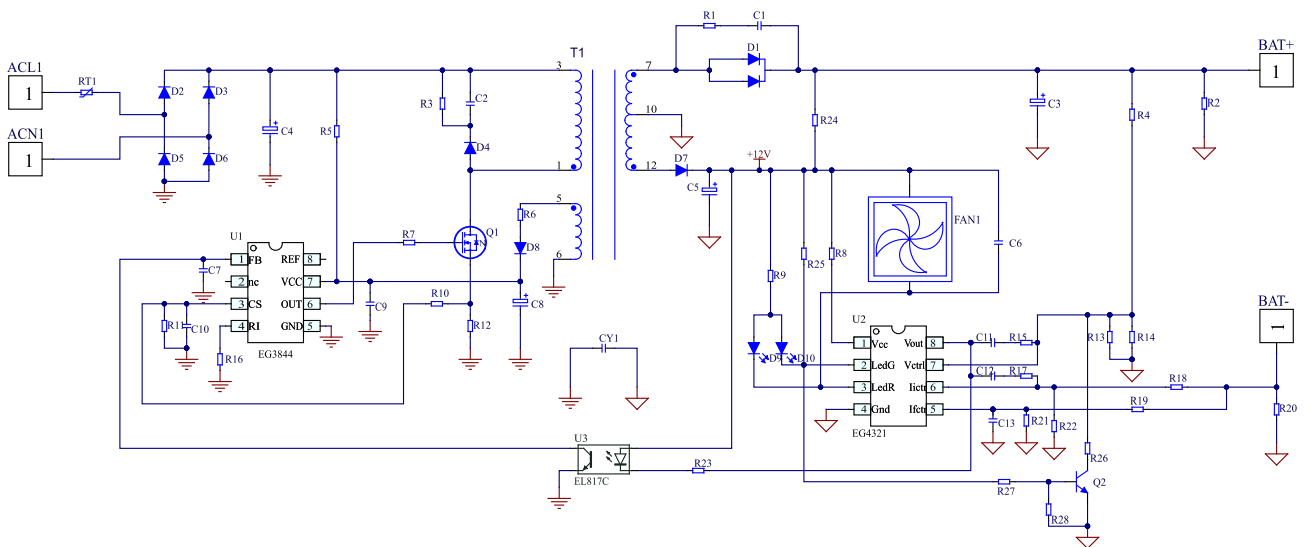 R1 C1
T1
D1
BAT+
1
ACL1
1
RT1
D2 D3
3
7
R3 C2
C4
R5
10
R24
C3
R4
R2
ACN1
1
D5 D6
D4
1
12
D7
+12V
C5
5
R6
D8
6
FAN1
C6
R7
Q1
U1
1 FB REF 8
2 nc VCC 7
3 CS OUT 6
4 RI GND 5
EG3844
C7
R11 C10
R16
C9
R10
R12
C8
R9
R25
R8
D9 D10
U2
1 Vcc Vout 8
2 LedG Vctrl 7
3 LedR Iictr 6
4 Gnd Ifctr 5
EG4321
C11 R15
C12 R17
R13 R14
R18
R19
C13 R21 R22
BAT-
1
R20
CY1
U3
EL817C
R23
R26
Q2
R27
R28
N